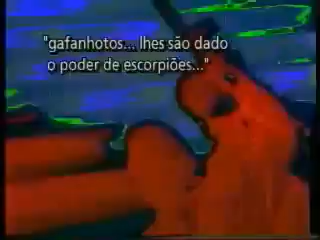 "gafanhotos... lhes são dado
o poder de escorpiões..."